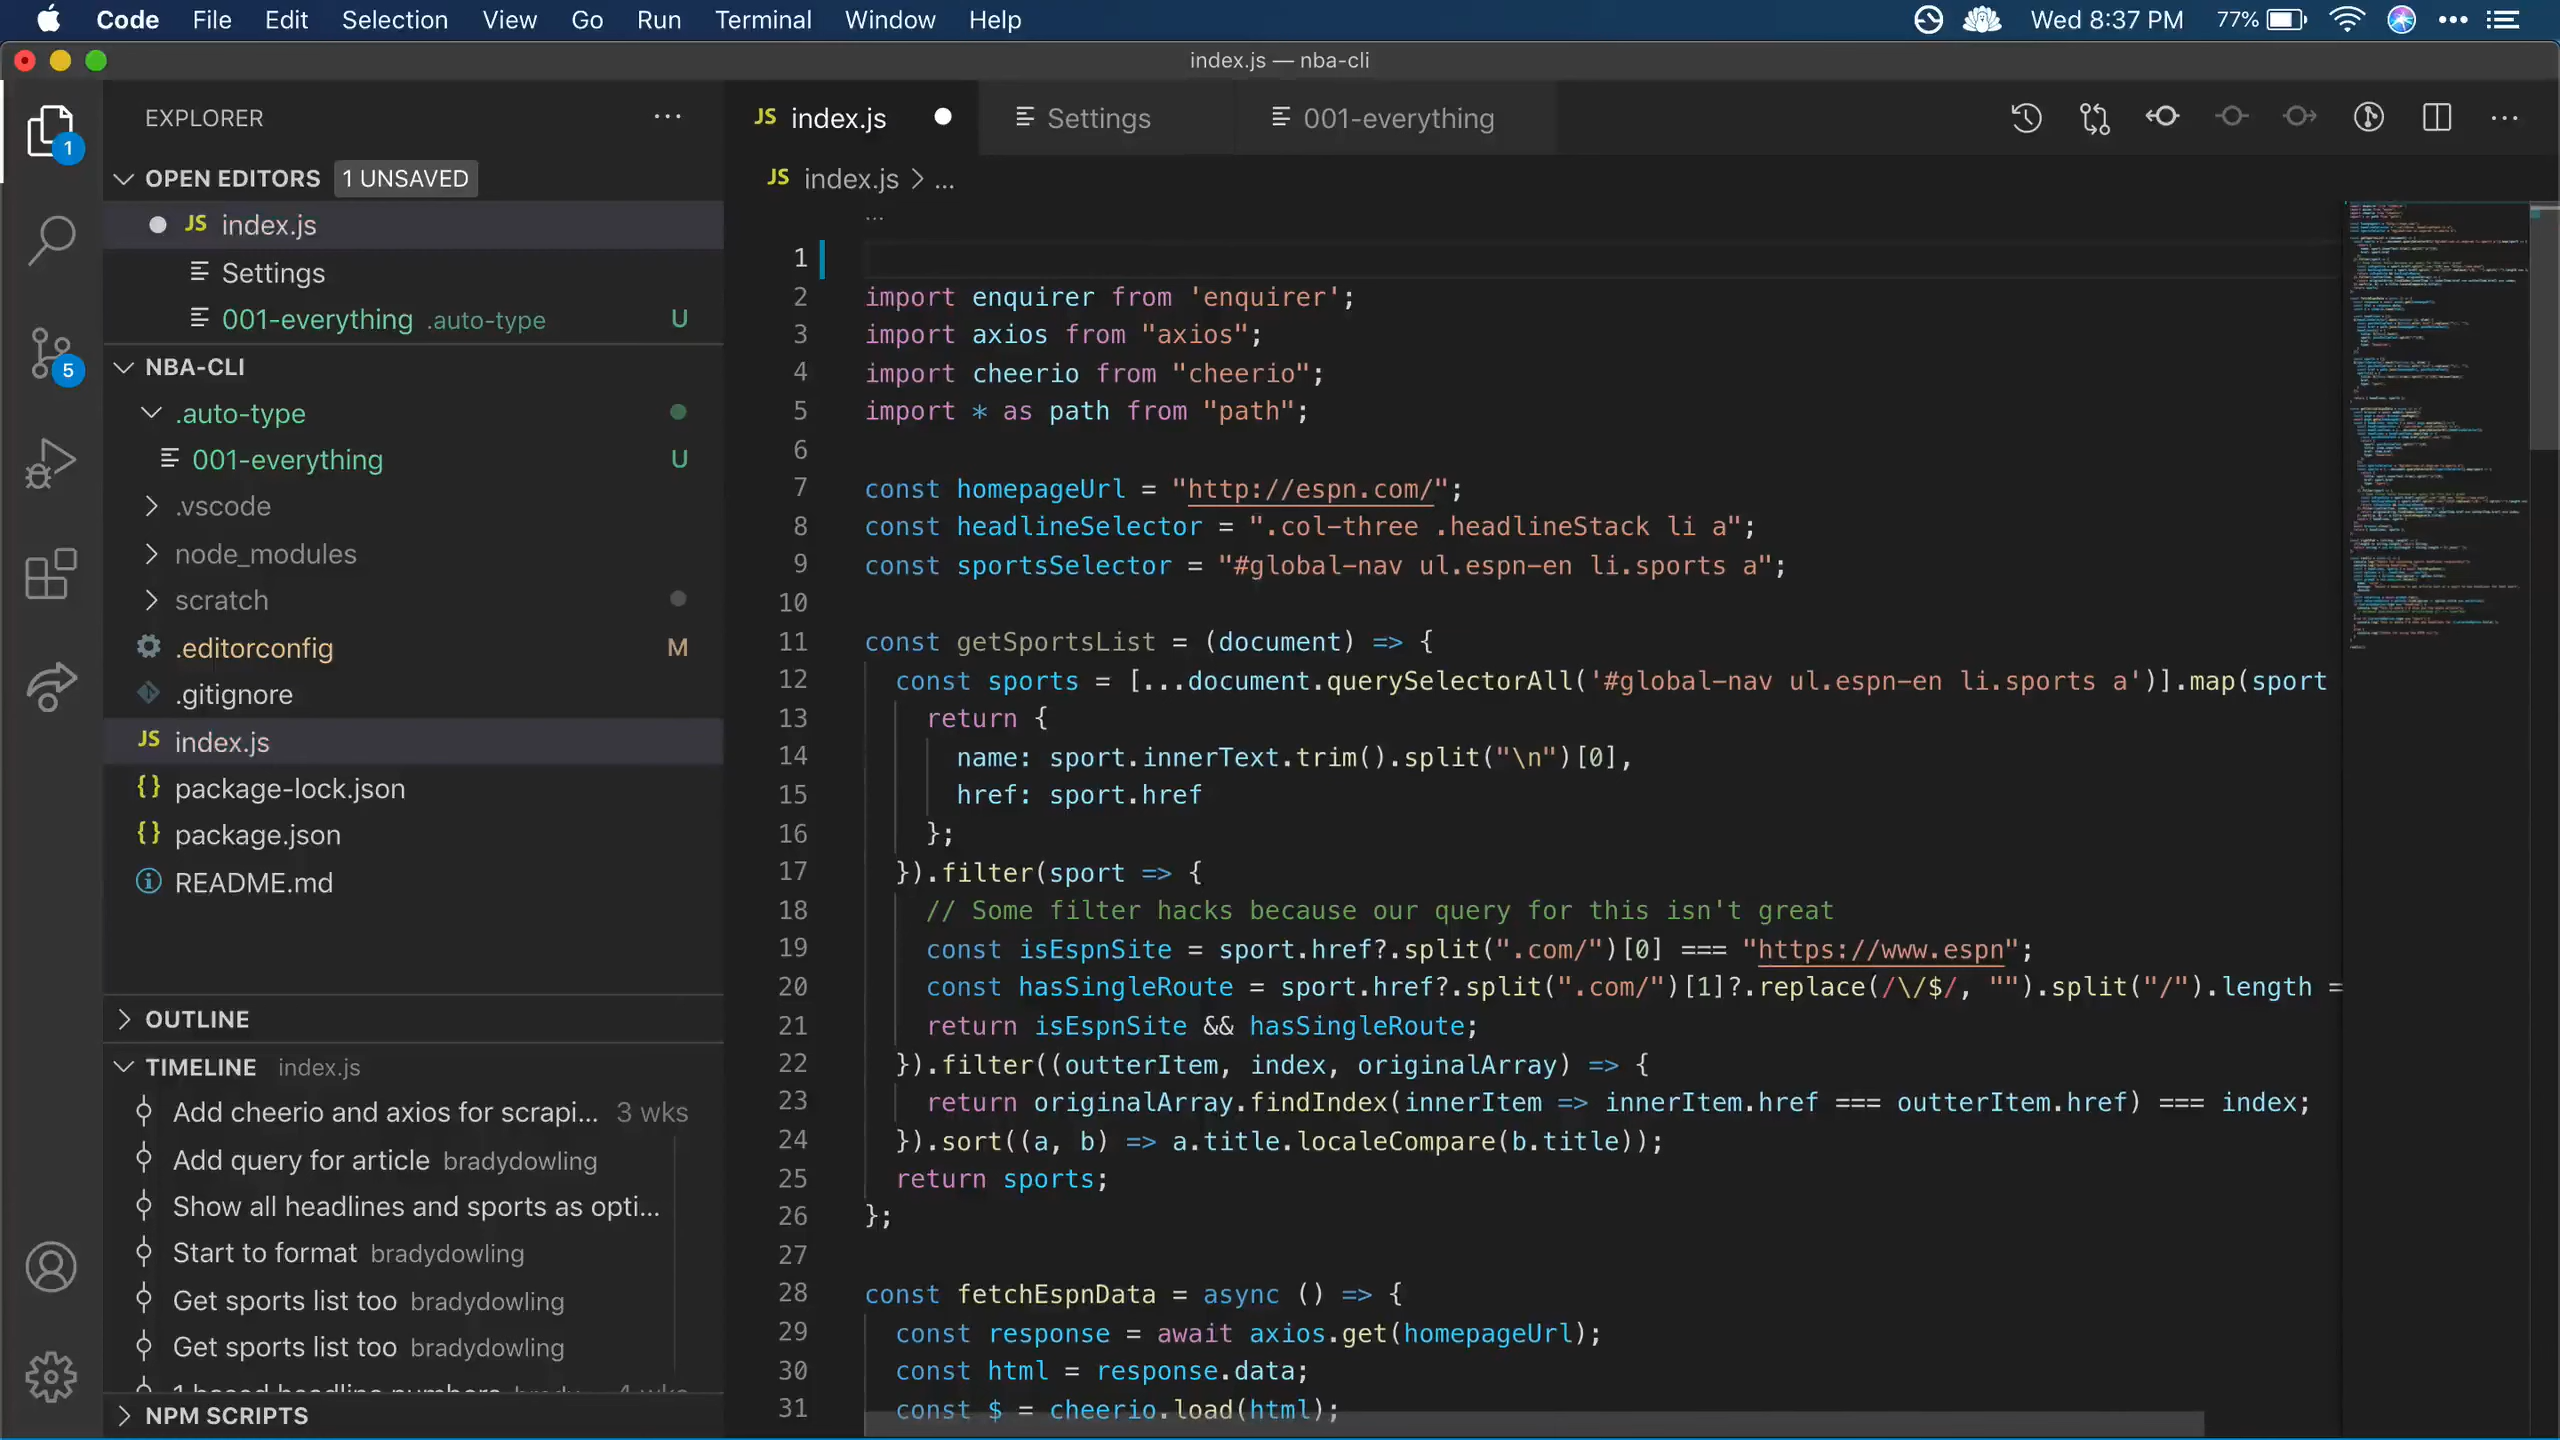 Code File Edit Selection View Go Run Terminal Window Help Wed 8:37 PM 77%
index.js — nba-cli
EXPLORER
OPEN EDITORS 1 UNSAVED
JS index.js
Settings
001-everything .auto-type U
NBA-CLI
.auto-type
001-everything U
.vscode
node_modules
scratch
.editorconfig M
.gitignore
JS index.js
{} package-lock.json
{} package.json
README.md
OUTLINE
TIMELINE index.js
Add cheerio and axios for scrapi... 3 wks
Add query for article bradydowling
Show all headlines and sports as opti...
Start to format bradydowling
Get sports list too bradydowling
Get sports list too bradydowling
NPM SCRIPTS
1
5
JS index.js Settings 001-everything
JS index.js > ...
...
1
2 import enquirer from 'enquirer';
3 import axios from "axios";
4 import cheerio from "cheerio";
5 import * as path from "path";
6
7 const homepageUrl = "http://espn.com/";
8 const headlineSelector = ".col-three .headlineStack li a";
9 const sportsSelector = "#global-nav ul.espn-en li.sports a";
10
11 const getSportsList = (document) => {
12 const sports = [...document.querySelectorAll('#global-nav ul.espn-en li.sports a')].map(sport
13 return {
14 name: sport.innerText.trim().split("\n")[0],
15 href: sport.href
16 };
17 }).filter(sport => {
18 // Some filter hacks because our query for this isn't great
19 const isEspnSite = sport.href?.split(".com/")[0] === "https://www.espn";
20 const hasSingleRoute = sport.href?.split(".com/")[1]?.replace(/\/$/, "").split("/").length =
21 return isEspnSite && hasSingleRoute;
22 }).filter((outterItem, index, originalArray) => {
23 return originalArray.findIndex(innerItem => innerItem.href === outterItem.href) === index;
24 }).sort((a, b) => a.title.localeCompare(b.title));
25 return sports;
26 };
27
28 const fetchEspnData = async () => {
29 const response = await axios.get(homepageUrl);
30 const html = response.data;
31 const $ = cheerio.load(html);